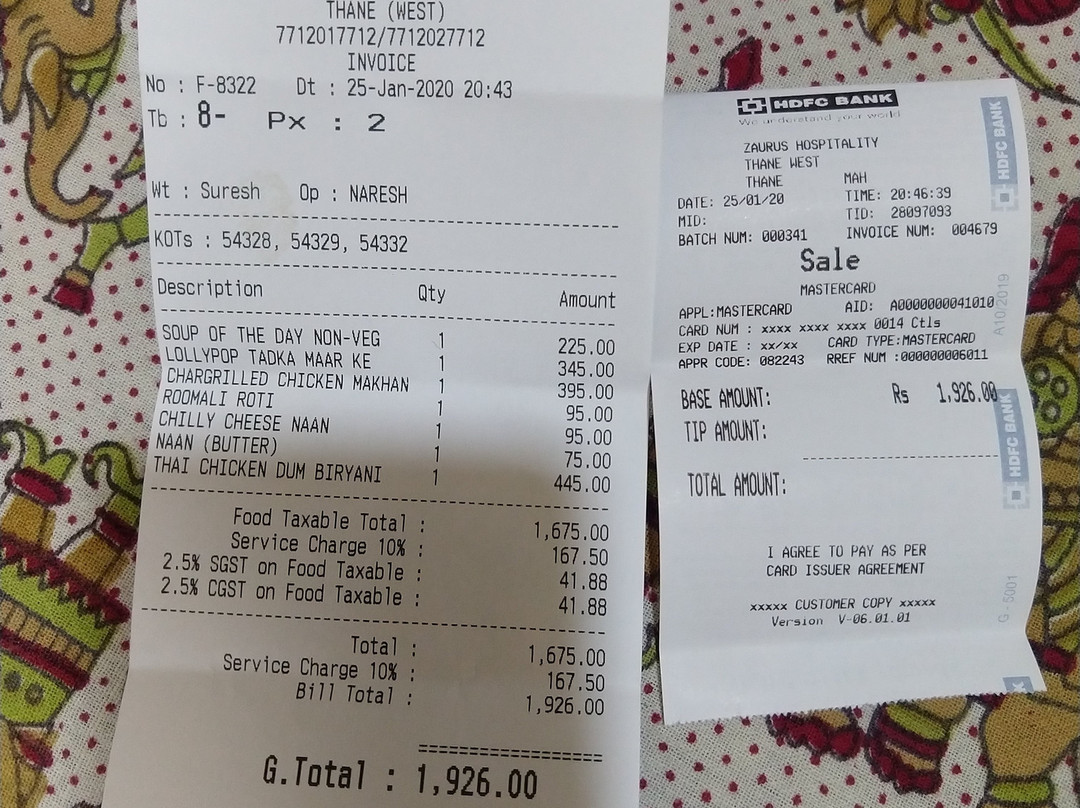 THANE (WEST)
7712017712/7712027712
INVOICE
No : F-8322 Dt : 25-Jan-2020 20:43
Tb : 8- Px : 2
Wt : Suresh Op : NARESH
KOTs : 54328, 54329, 54332
Description Qty Amount
SOUP OF THE DAY NON-VEG 1 225.00
LOLLYPOP TADKA MAAR KE 1 345.00
CHARGRILLED CHICKEN MAKHAN 1 395.00
ROOMALI ROTI 1 95.00
CHILLY CHEESE NAAN 1 95.00
NAAN (BUTTER) 1 75.00
THAI CHICKEN DUM BIRYANI 1 445.00
Food Taxable Total : 1,675.00
Service Charge 10% : 167.50
2.5% SGST on Food Taxable : 41.88
2.5% CGST on Food Taxable : 41.88
Total : 1,675.00
Service Charge 10% : 167.50
Bill Total : 1,926.00
G.Total : 1,926.00
HDFC BANK
We understand your world
ZAURUS HOSPITALITY
THANE WEST
THANE MAH
DATE: 25/01/20 TIME: 20:46:39
MID: TID: 28097093
BATCH NUM: 000341 INVOICE NUM: 004679
Sale
MASTERCARD
APPL:MASTERCARD AID: A0000000041010
CARD NUM : xxxx xxxx xxxx 0014 Ctls
EXP DATE : xx/xx CARD TYPE:MASTERCARD
APPR CODE: 082243 RREF NUM :000000006011
BASE AMOUNT: Rs 1,926.00
TIP AMOUNT:
TOTAL AMOUNT:
I AGREE TO PAY AS PER
CARD ISSUER AGREEMENT
xxxxx CUSTOMER COPY xxxxx
Version V-06.01.01
HDFC BANK
A10/2019
HDFC BANK